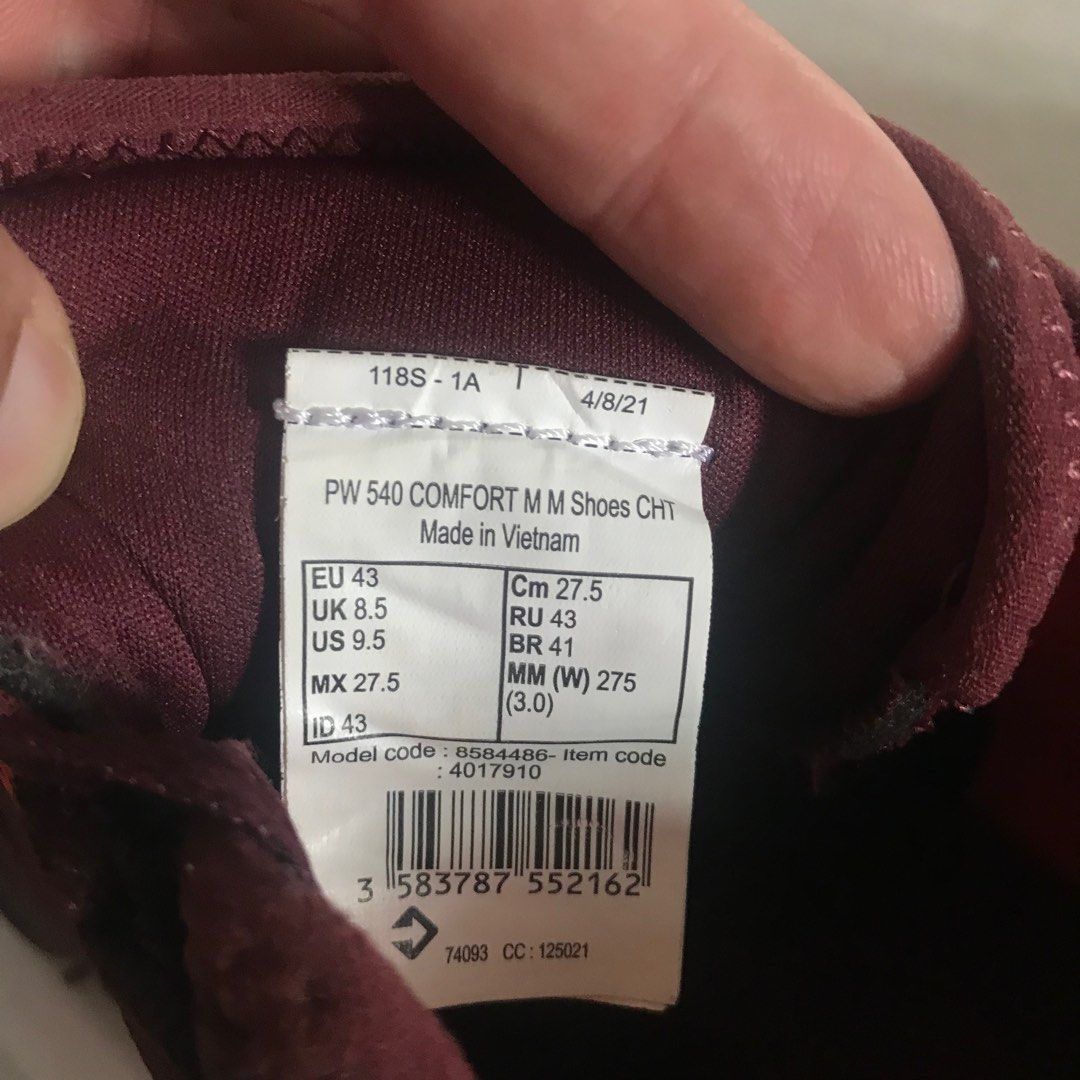 118S - 1A
4/8/21
PW 540 COMFORT M M Shoes CHT
Made in Vietnam
EU 43
UK 8.5
US 9.5
MX 27.5
ID 43
Cm 27.5
RU 43
BR 41
MM (W) 275
(3.0)
Model code : 8584486- Item code
: 4017910
3 583787 552162
74093 CC : 125021